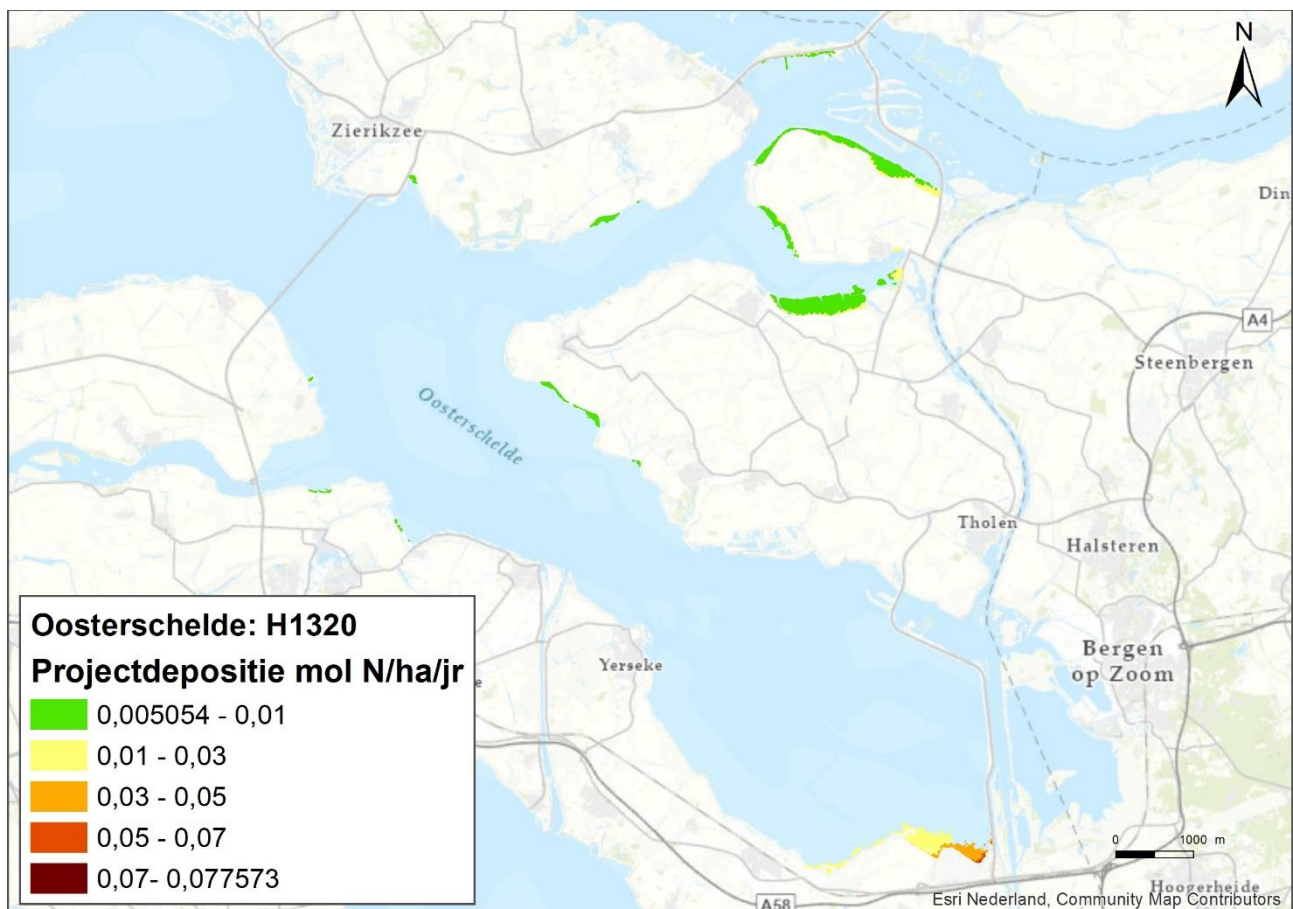 N
Zierikzee
Din
A4
Steenbergen
Oosterschelde
Tholen
Halsteren
Bergen
op Zoom
Yerseke
Oosterschelde: H1320
Projectdepositie mol N/ha/jr
0,005054 - 0,01
0,01 - 0,03
0,03 - 0,05
0,05 - 0,07
0,07- 0,077573
0 1000 m
A58
Hoogerheide
Esri Nederland, Community Map Contributors